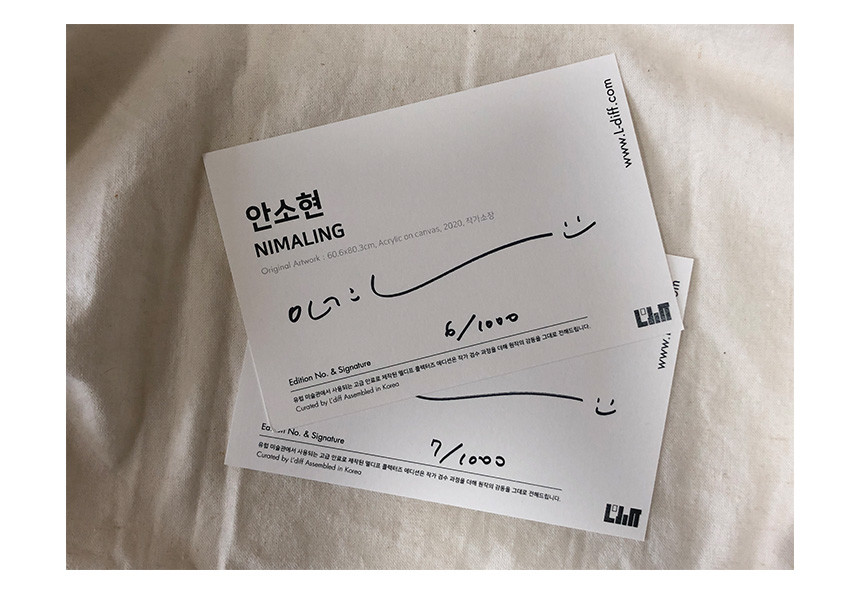 www.L-diff.com
안소현
NIMALING
Original Artwork : 60.6x80.3cm, Acrylic on canvas, 2020, 작가소장
6/1000
Edition No. & Signature
유럽 미술관에서 사용되는 고급 안료로 제작된 엘디프 콜렉터즈 에디션은 작가 검수 과정을 더해 원작의 감동을 그대로 전해드립니다.
Curated by L'diff Assembled in Korea
www.
om
7/1000
Edition No. & Signature
유럽 미술관에서 사용되는 고급 안료로 제작된 엘디프 콜렉터즈 에디션은 작가 검수 과정을 더해 원작의 감동을 그대로 전해드립니다.
Curated by L'diff Assembled in Korea